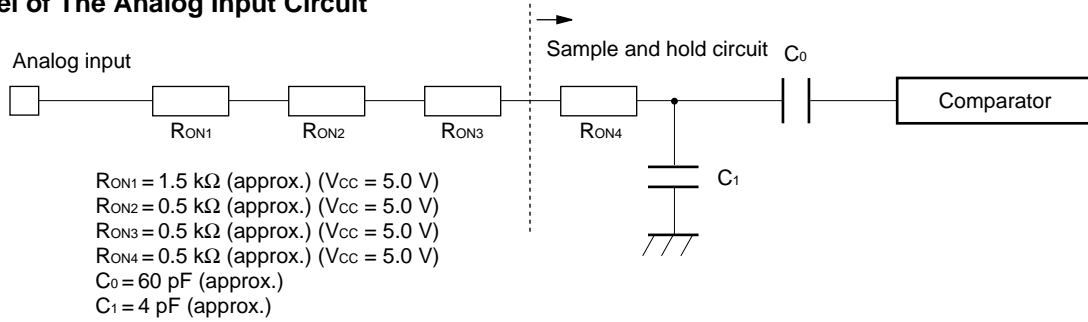 el of The Analog Input Circuit
Sample and hold circuit
C0
Analog input
Comparator
RON1
RON2
RON3
RON4
C1
RON1 = 1.5 kΩ (approx.) (VCC = 5.0 V)
RON2 = 0.5 kΩ (approx.) (VCC = 5.0 V)
RON3 = 0.5 kΩ (approx.) (VCC = 5.0 V)
RON4 = 0.5 kΩ (approx.) (VCC = 5.0 V)
C0 = 60 pF (approx.)
C1 = 4 pF (approx.)